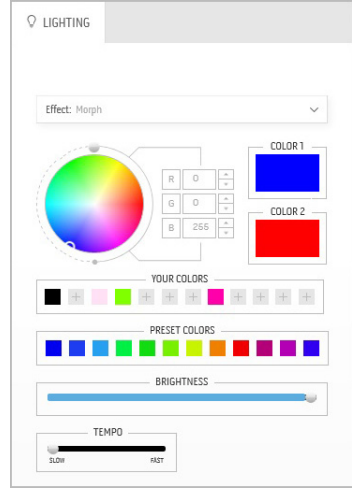 LIGHTING
Effect: Morph
COLOR 1
R 0
G 0
B 255
COLOR 2
YOUR COLORS
PRESET COLORS
BRIGHTNESS
TEMPO
SLOW FAST